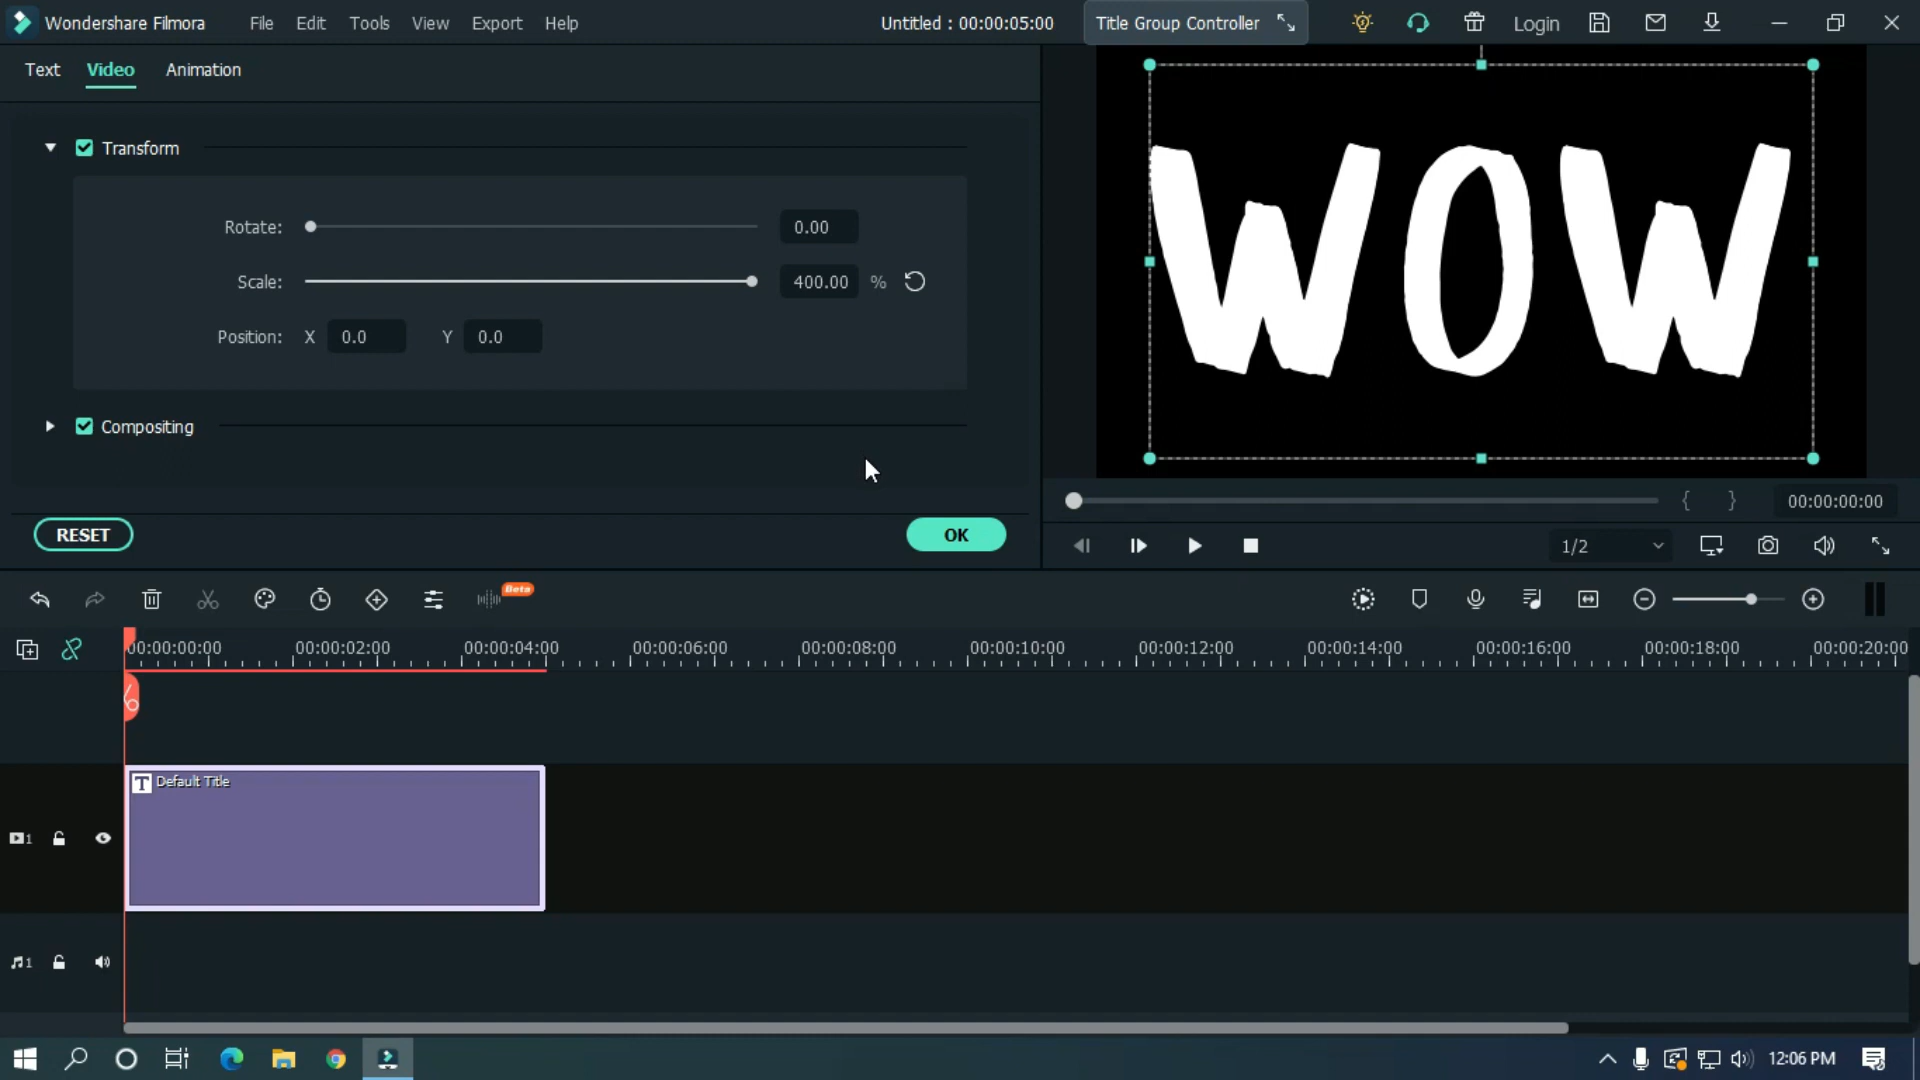 Wondershare Filmora File Edit Tools View Export Help Untitled : 00:00:05:00 Title Group Controller Login
Text Video Animation
Transform
Rotate: 0.00
Scale: 400.00 %
Position: X 0.0 Y 0.0
Compositing
RESET OK
WOW
{ } 00:00:00:00
1/2
Beta
00:00:00:00 00:00:02:00 00:00:04:00 00:00:06:00 00:00:08:00 00:00:10:00 00:00:12:00 00:00:14:00 00:00:16:00 00:00:18:00 00:00:20:00
T Default Title
1
1
12:06 PM